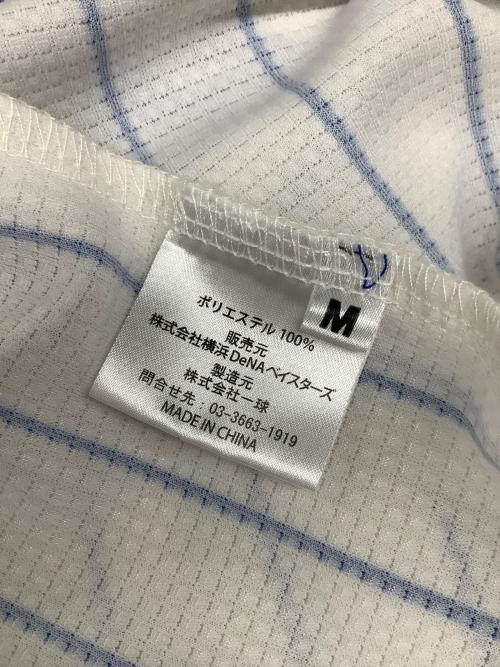 M
ポリエステル 100%
販売元
株式会社横浜DeNAベイスターズ
製造元
株式会社一球
問合せ先：03-3663-1919
MADE IN CHINA